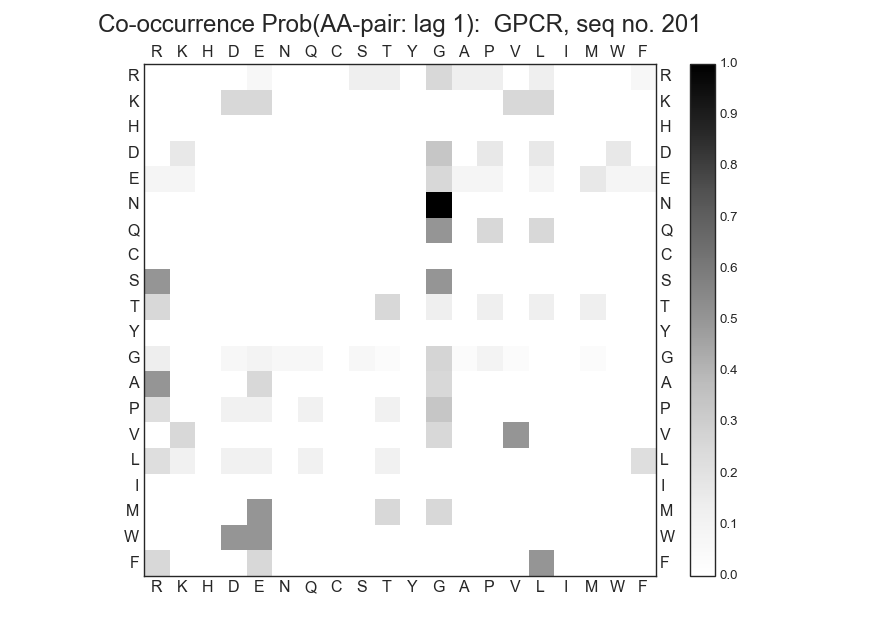 Co-occurrence Prob(AA-pair: lag 1):  GPCR, seq no. 201
R K H D E N Q C S T Y G A P V L I M W F
1.0
R R
0.9
K K
H H
0.8
D D
0.7
E E
N N
0.6
Q Q
C C
0.5
S S
T T
0.4
Y Y
G G
0.3
A A
P P
V V
0.2
L L
I I
0.1
M M
W W
F F
0.0
R K H D E N Q C S T Y G A P V L I M W F